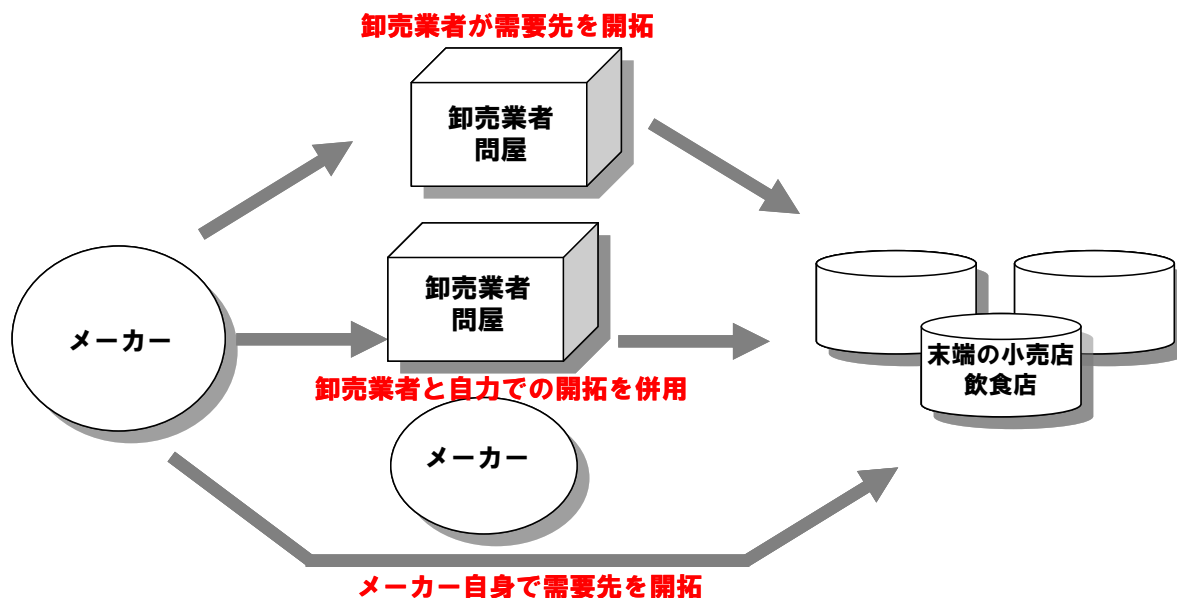 卸売業者が需要先を開拓
卸売業者
問屋
卸売業者
問屋
メーカー
末端の小売店
飲食店
卸売業者と自力での開拓を併用
メーカー
メーカー自身で需要先を開拓